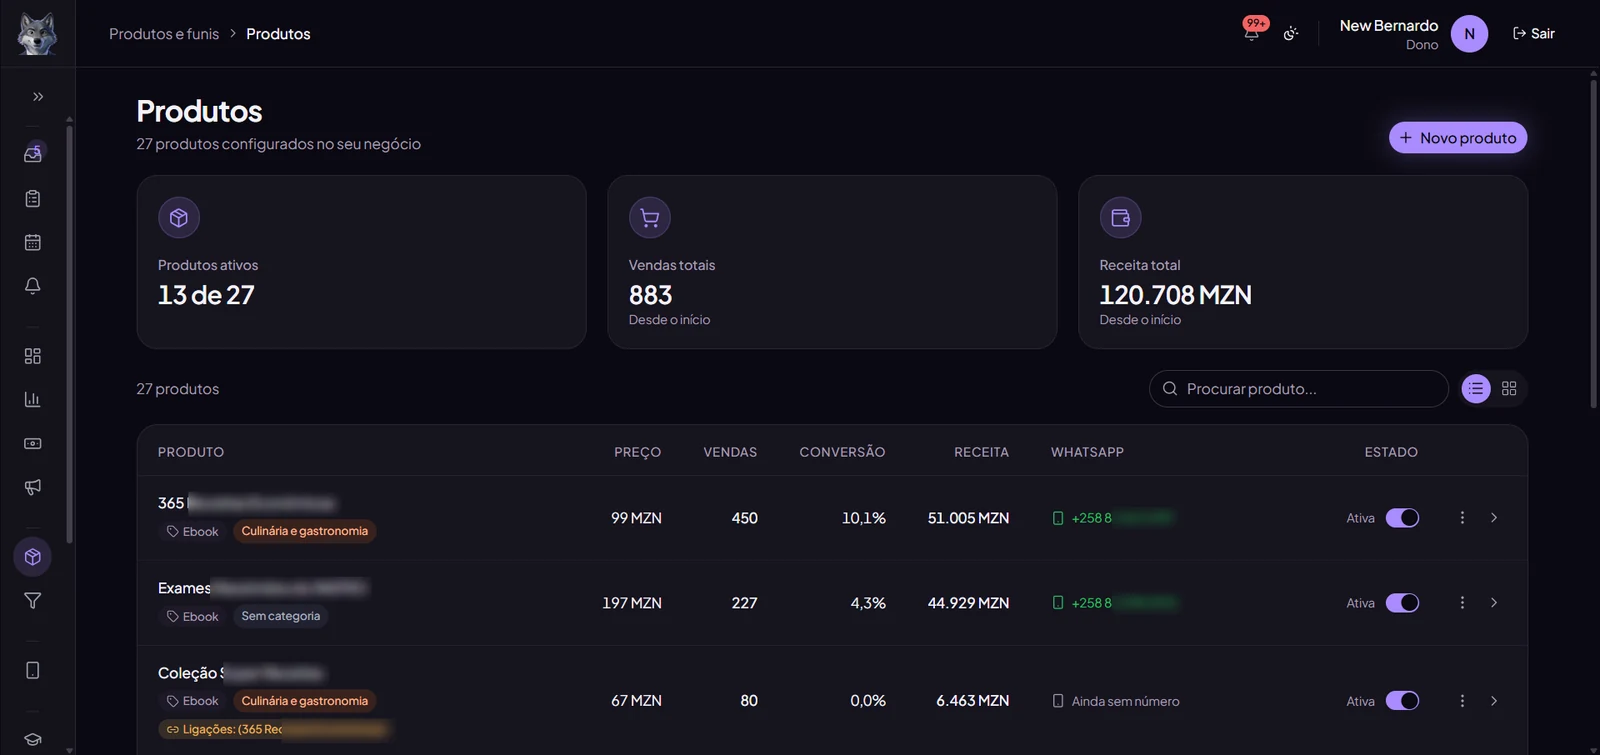 Produtos e funis > Produtos
99+
New Bernardo
Dono
N
Sair
5
Produtos
27 produtos configurados no seu negócio
+ Novo produto
Produtos ativos
13 de 27
Vendas totais
883
Desde o início
Receita total
120.708 MZN
Desde o início
27 produtos
Procurar produto...
PRODUTO PREÇO VENDAS CONVERSÃO RECEITA WHATSAPP ESTADO
365
Ebook Culinária e gastronomia
99 MZN 450 10,1% 51.005 MZN +258 8 Ativa
Exames
Ebook Sem categoria
197 MZN 227 4,3% 44.929 MZN +258 8 Ativa
Coleção
Ebook Culinária e gastronomia
Ligações: (365
67 MZN 80 0,0% 6.463 MZN Ainda sem número Ativa